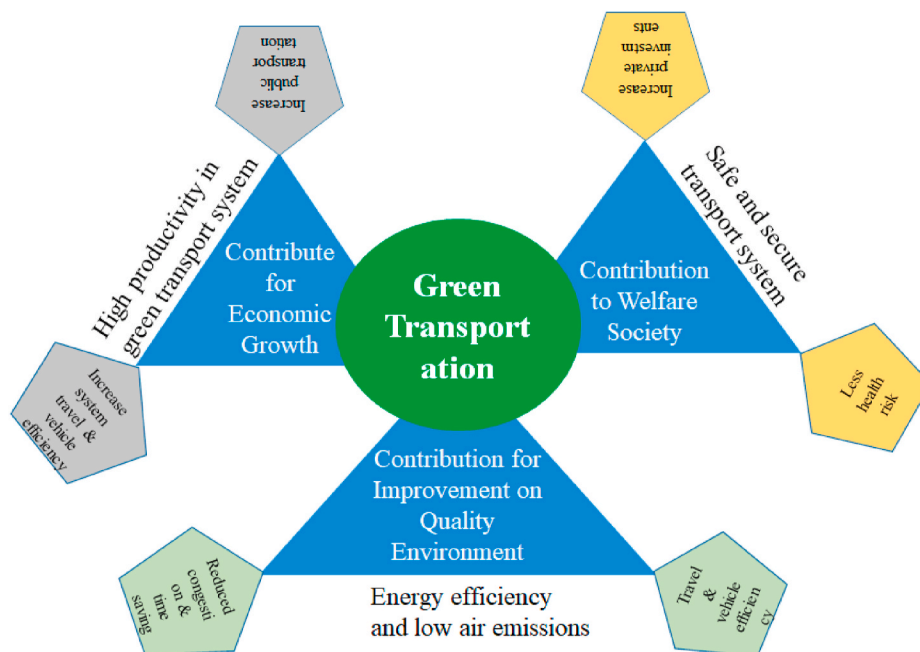 Increase
public
transpor
tation
Increase
private
investm
ents
High productivity in
green transport system
Safe and secure
transport system
Contribute
for
Economic
Growth
Green
Transport
ation
Contribution
to Welfare
Society
Increase
system
travel &
vehicle
efficiency
Less
health
risk
Contribution for
Improvement on
Quality
Environment
Reduced
congesti
on &
time
saving
Travel
&
vehicle
efficien
cy
Energy efficiency
and low air emissions